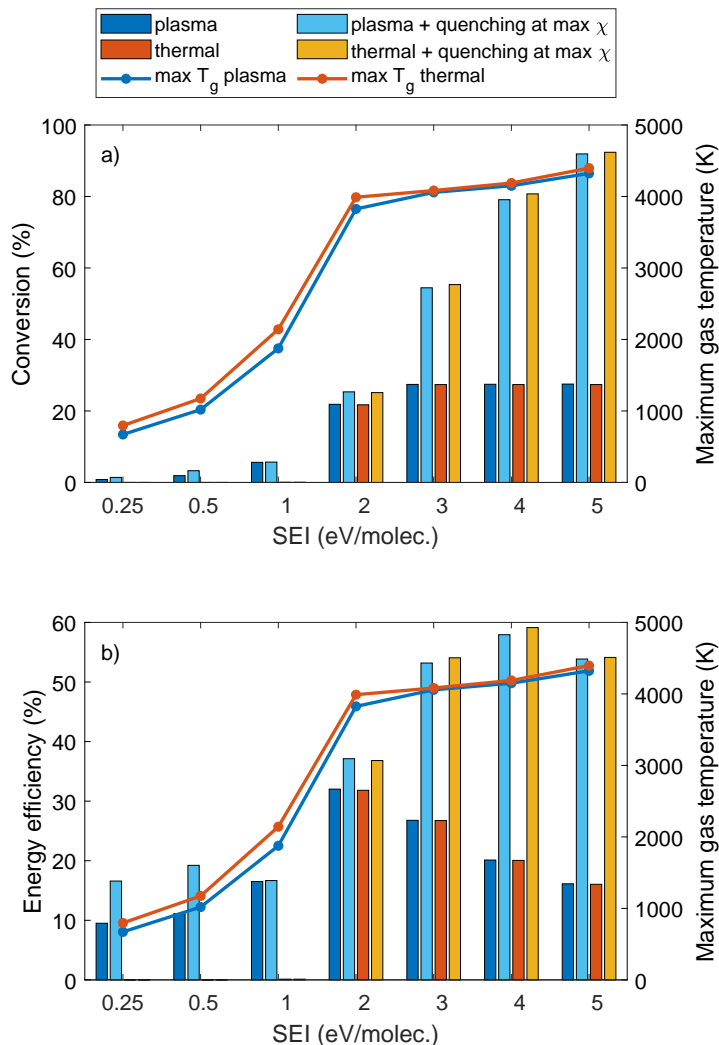 plasma
plasma + quenching at max χ
thermal
thermal + quenching at max χ
max T_g plasma
max T_g thermal
100
80
60
40
20
0
Conversion (%)
a)
5000
4000
3000
2000
1000
0
Maximum gas temperature (K)
0.25 0.5 1 2 3 4 5
SEI (eV/molec.)
60
50
40
30
20
10
0
Energy efficiency (%)
b)
5000
4000
3000
2000
1000
0
Maximum gas temperature (K)
0.25 0.5 1 2 3 4 5
SEI (eV/molec.)